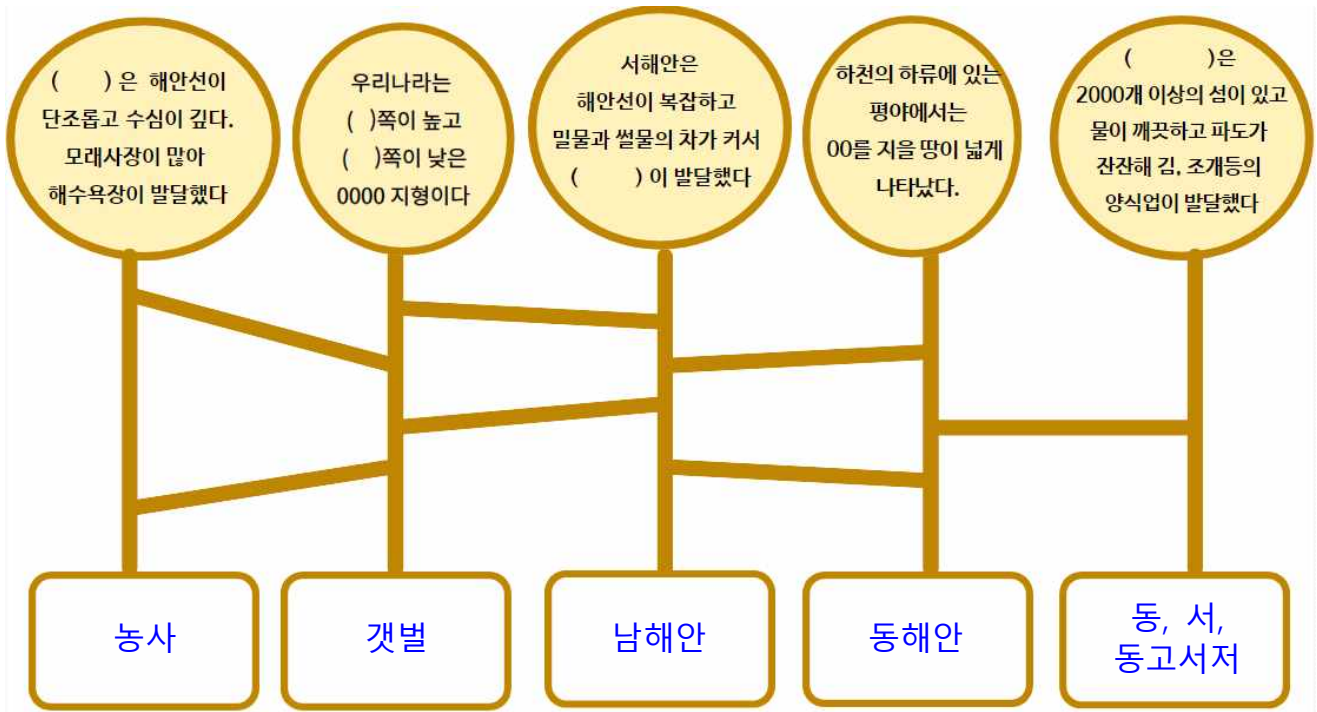 (      ) 은 해안선이
단조롭고 수심이 깊다.
모래사장이 많아
해수욕장이 발달했다
우리나라는
(   )쪽이 높고
(   )쪽이 낮은
0000 지형이다
서해안은
해안선이 복잡하고
밀물과 썰물의 차가 커서
(        ) 이 발달했다
하천의 하류에 있는
평야에서는
00를 지을 땅이 넓게
나타났다.
(          )은
2000개 이상의 섬이 있고
물이 깨끗하고 파도가
잔잔해 김, 조개등의
양식업이 발달했다
농사
갯벌
남해안
동해안
동, 서,
동고서저